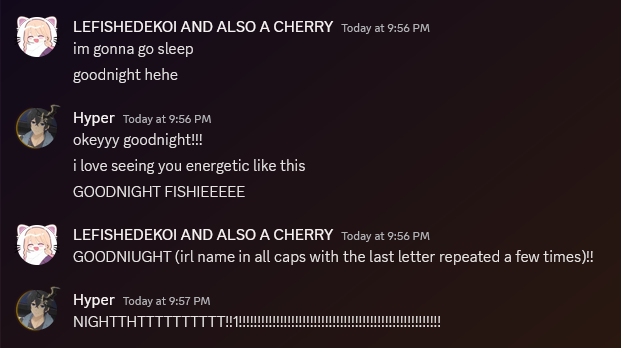 LEFISHEDEKOI AND ALSO A CHERRY Today at 9:56 PM
im gonna go sleep
goodnight hehe
Hyper Today at 9:56 PM
okeyyy goodnight!!!
i love seeing you energetic like this
GOODNIGHT FISHIEEEEE
LEFISHEDEKOI AND ALSO A CHERRY Today at 9:56 PM
GOODNIUGHT (irl name in all caps with the last letter repeated a few times)!!
Hyper Today at 9:57 PM
NIGHTTHTTTTTTTTTT!!1!!!!!!!!!!!!!!!!!!!!!!!!!!!!!!!!!!!!!!!!!!!!!!!!!!!!!!